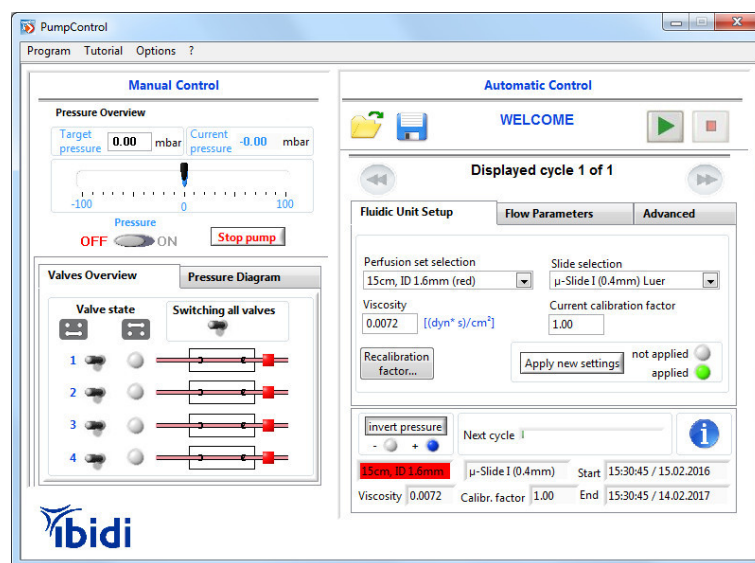 PumpControl
Program Tutorial Options ?
Manual Control
Pressure Overview
Target pressure 0.00 mbar Current pressure -0.00 mbar
-100 0 100
Pressure
OFF ON Stop pump
Valves Overview Pressure Diagram
Valve state Switching all valves
1
2
3
4
ibidi
Automatic Control
WELCOME
Displayed cycle 1 of 1
Fluidic Unit Setup Flow Parameters Advanced
Perfusion set selection Slide selection
15cm, ID 1.6mm (red) µ-Slide I (0.4mm) Luer
Viscosity Current calibration factor
0.0072 [(dyn* s)/cm²] 1.00
Recalibration factor... Apply new settings not applied
applied
invert pressure Next cycle
- +
15cm, ID 1.6mm µ-Slide I (0.4mm) Start 15:30:45 / 15.02.2016
Viscosity 0.0072 Calibr. factor 1.00 End 15:30:45 / 14.02.2017